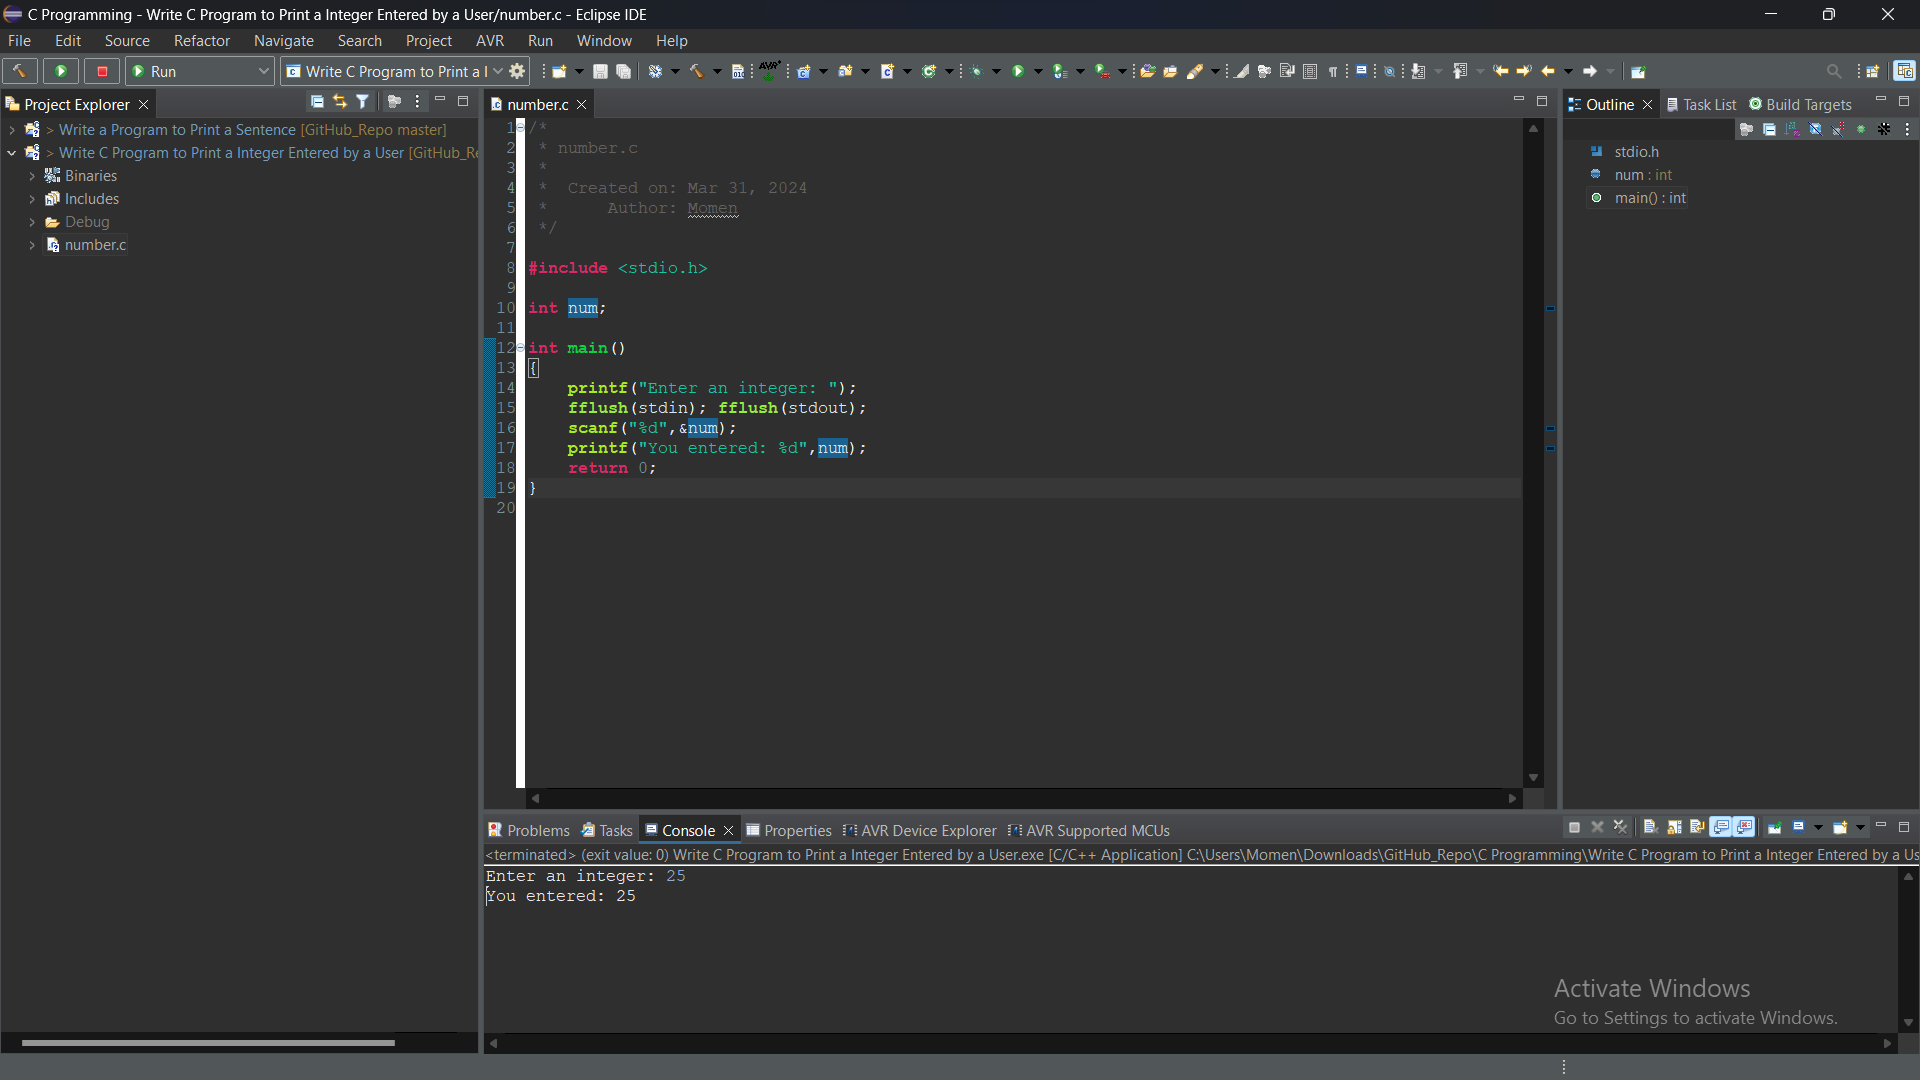 C Programming - Write C Program to Print a Integer Entered by a User/number.c - Eclipse IDE
File Edit Source Refactor Navigate Search Project AVR Run Window Help
Run
Write C Program to Print a I
Project Explorer
> Write a Program to Print a Sentence [GitHub_Repo master]
> Write C Program to Print a Integer Entered by a User [GitHub_Re
Binaries
Includes
Debug
number.c
number.c
1 /*
2 * number.c
3 *
4 * Created on: Mar 31, 2024
5 * Author: Momen
6 */
7
8 #include <stdio.h>
9
10 int num;
11
12 int main()
13 {
14 printf("Enter an integer: ");
15 fflush(stdin); fflush(stdout);
16 scanf("%d",&num);
17 printf("You entered: %d",num);
18 return 0;
19 }
20
Outline Task List Build Targets
stdio.h
num : int
main() : int
Problems Tasks Console Properties AVR Device Explorer AVR Supported MCUs
<terminated> (exit value: 0) Write C Program to Print a Integer Entered by a User.exe [C/C++ Application] C:\Users\Momen\Downloads\GitHub_Repo\C Programming\Write C Program to Print a Integer Entered by a Us
Enter an integer: 25
You entered: 25
Activate Windows
Go to Settings to activate Windows.